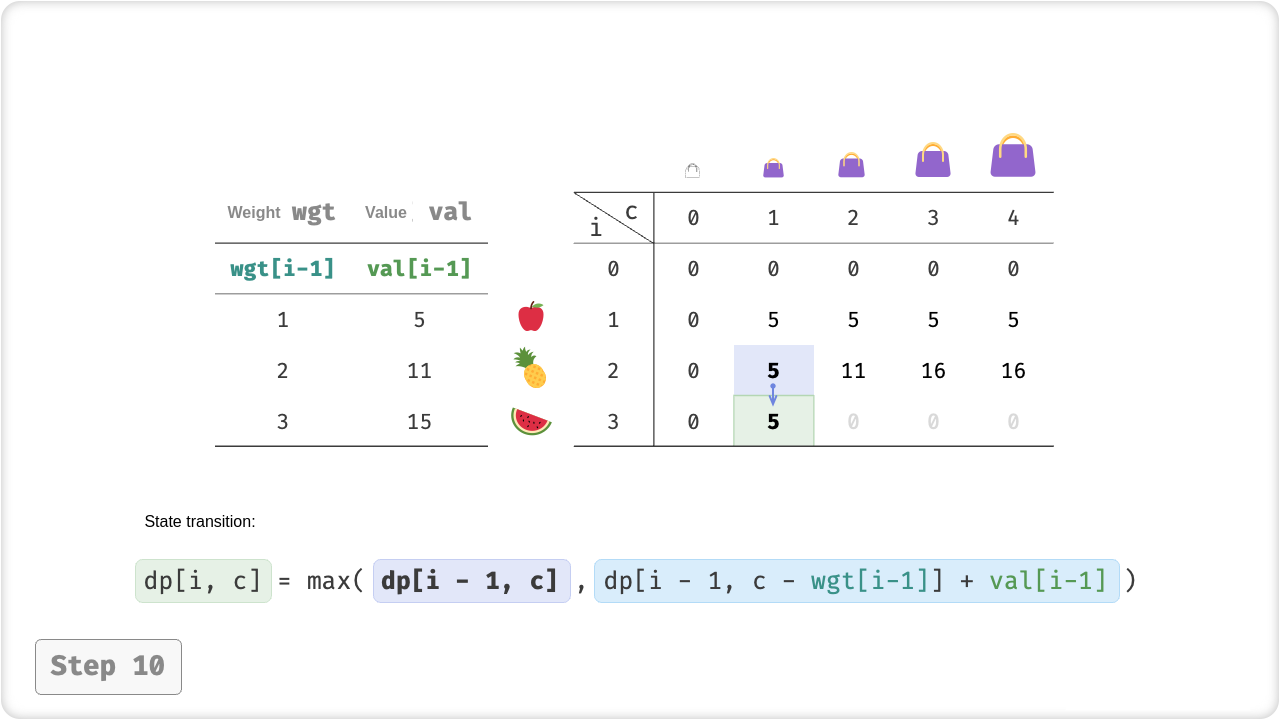 Weight wgt Value val
wgt[i-1] val[i-1]
1 5
2 11
3 15
c 0 1 2 3 4
i
0 0 0 0 0 0
1 0 5 5 5 5
2 0 5 11 16 16
3 0 5 0 0 0
State transition:
dp[i, c] = max( dp[i - 1, c] , dp[i - 1, c - wgt[i-1]] + val[i-1] )
Step 10